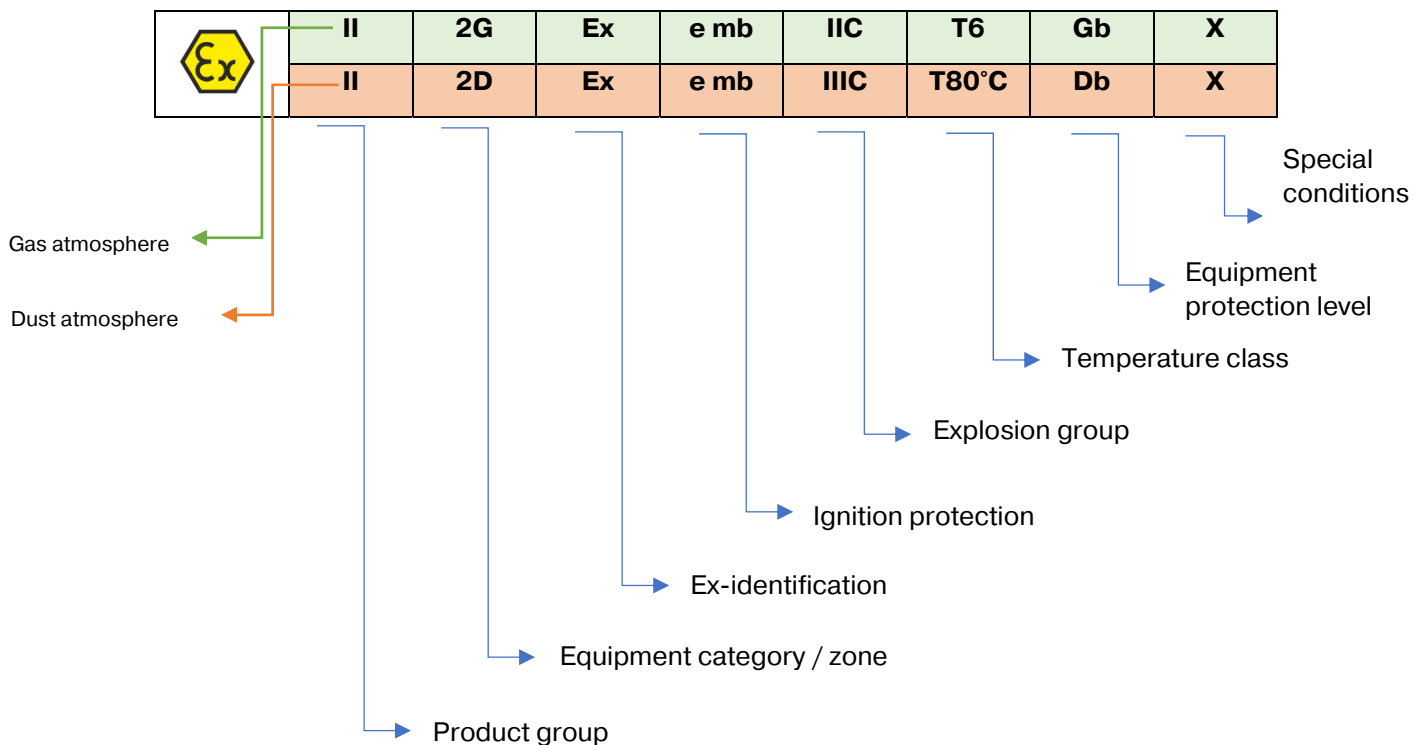 Ex II 2G Ex e mb IIC T6 Gb X
II 2D Ex e mb IIIC T80°C Db X
Special
conditions
Gas atmosphere
Equipment
protection level
Dust atmosphere
Temperature class
Explosion group
Ignition protection
Ex-identification
Equipment category / zone
Product group